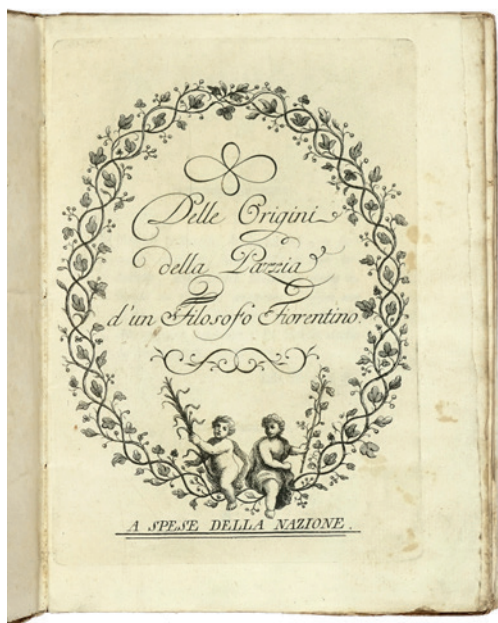 Delle Origini
della Pazzia
d'un Filosofo Fiorentino.
A SPESE DELLA NAZIONE.